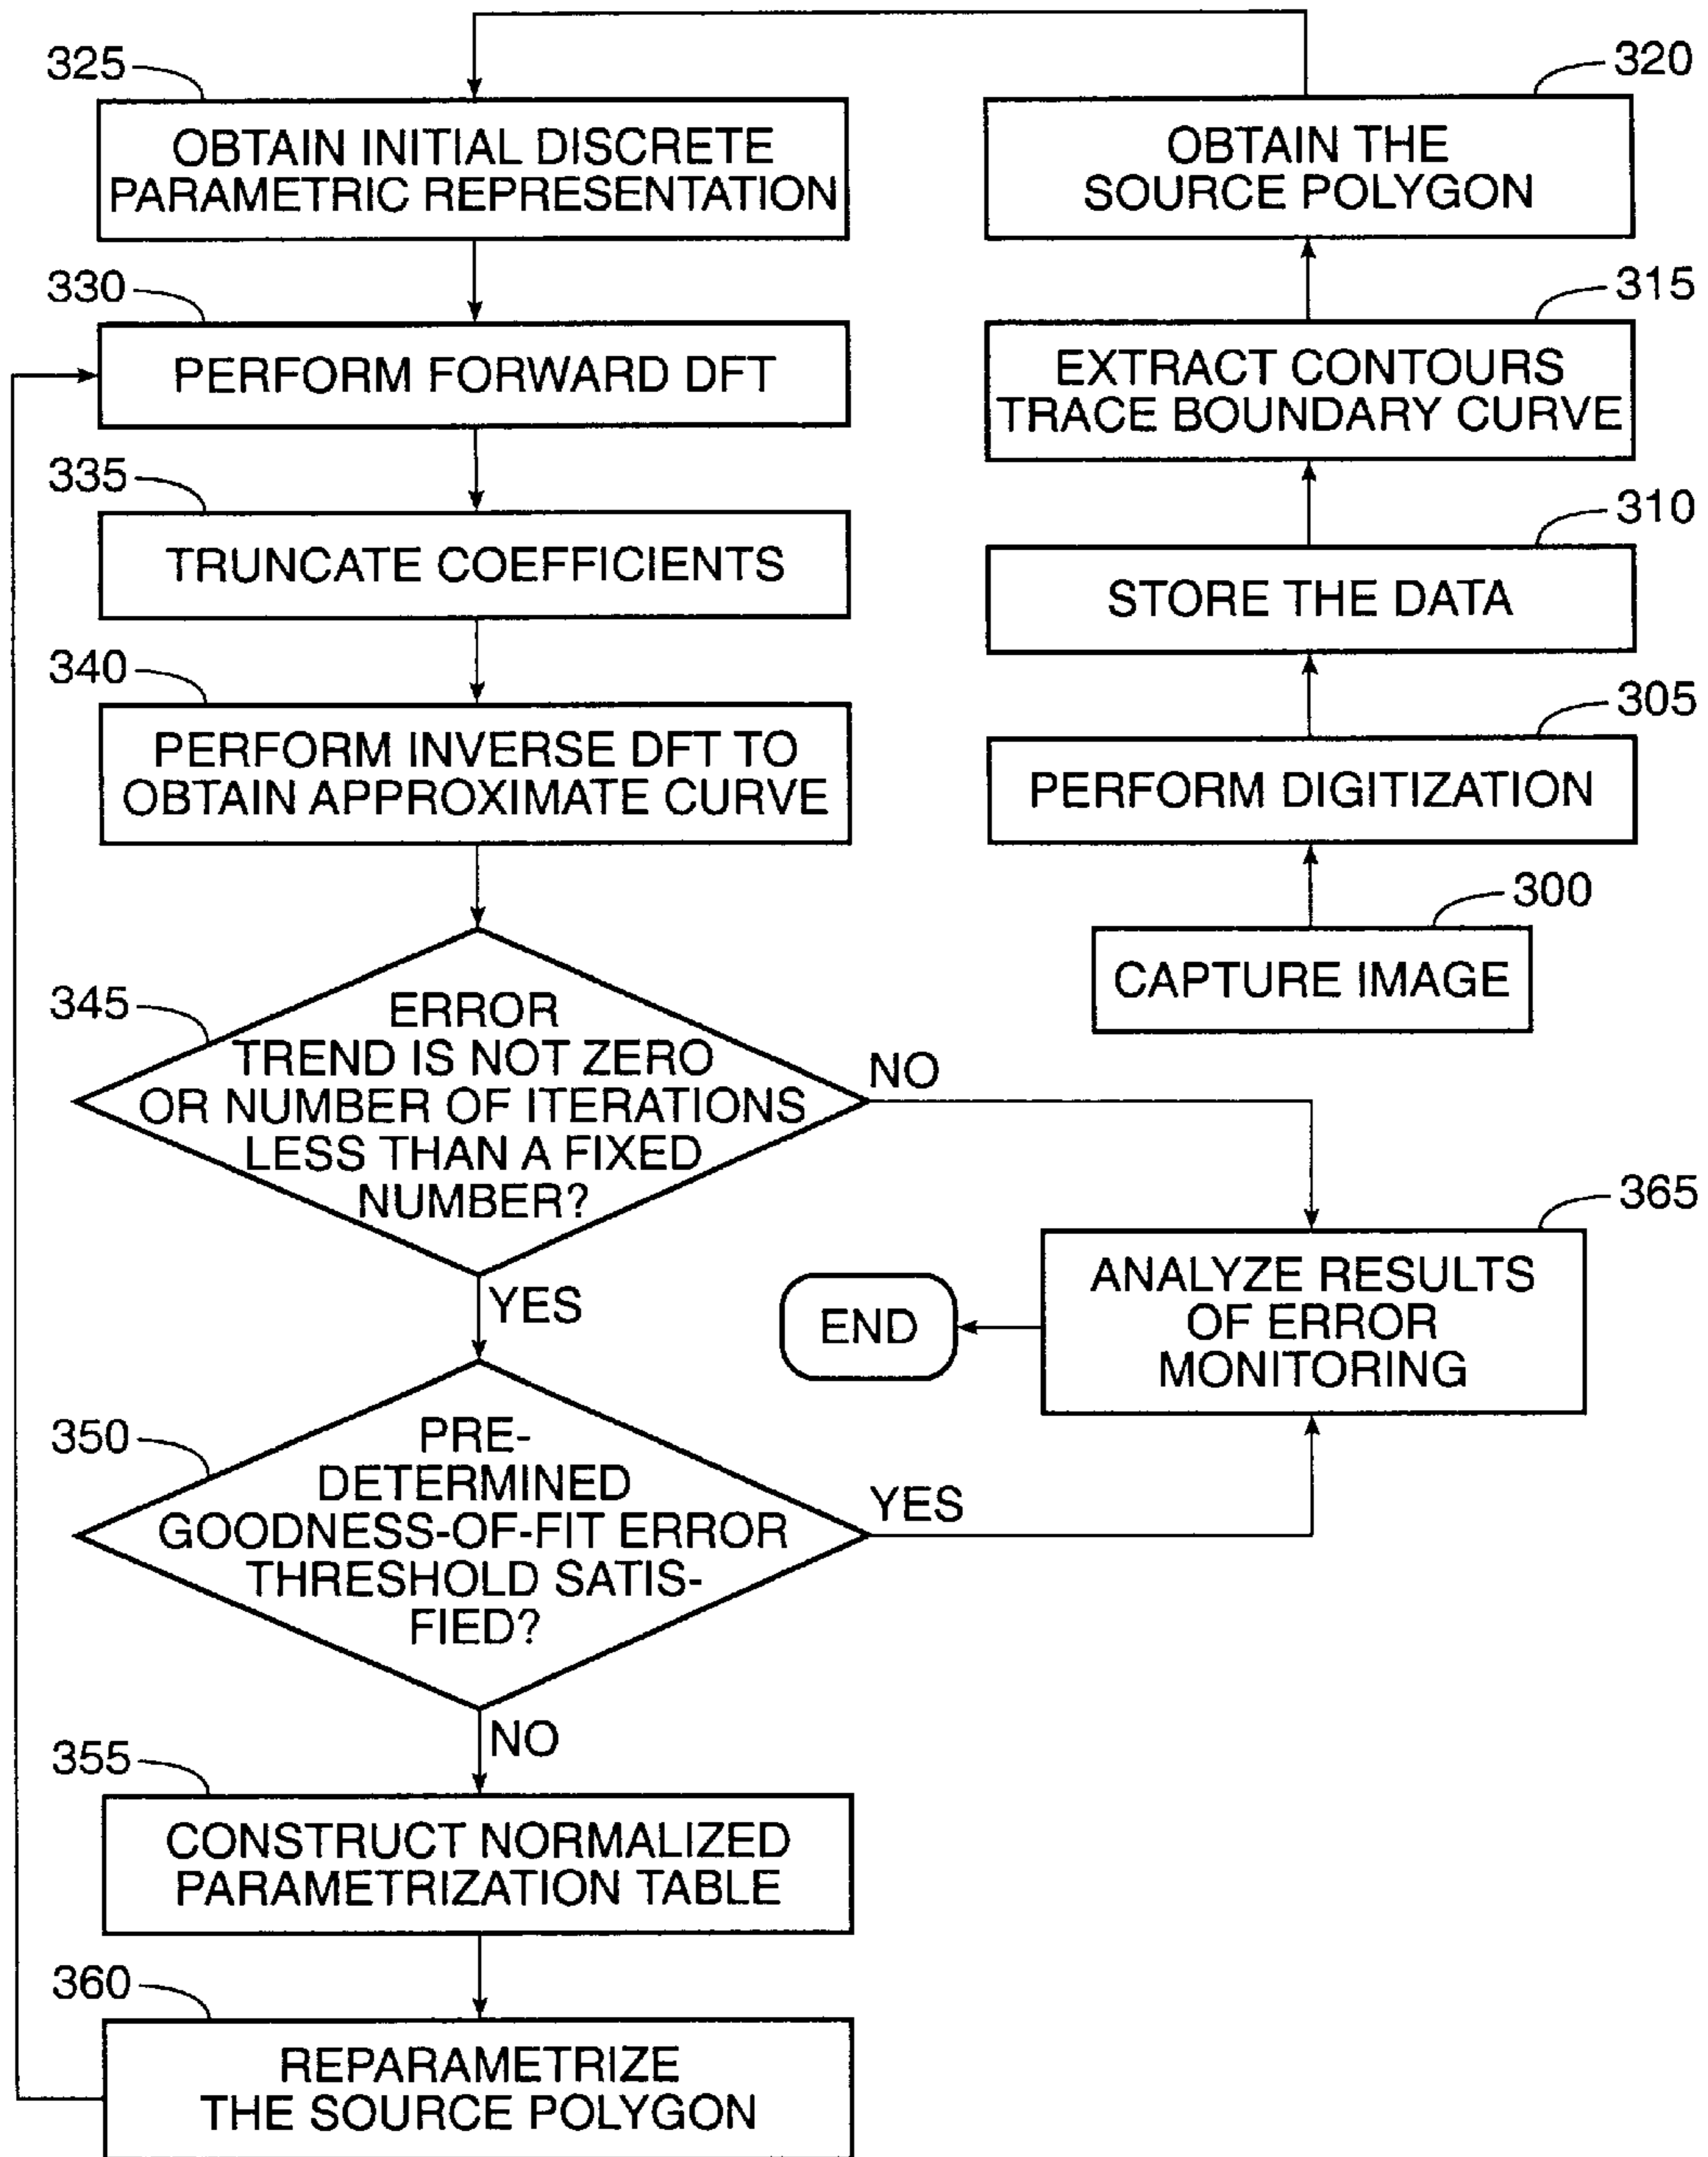 325
OBTAIN INITIAL DISCRETE
PARAMETRIC REPRESENTATION
320
OBTAIN THE
SOURCE POLYGON
330
PERFORM FORWARD DFT
315
EXTRACT CONTOURS
TRACE BOUNDARY CURVE
335
TRUNCATE COEFFICIENTS
310
STORE THE DATA
340
PERFORM INVERSE DFT TO
OBTAIN APPROXIMATE CURVE
305
PERFORM DIGITIZATION
300
CAPTURE IMAGE
345
ERROR
TREND IS NOT ZERO
OR NUMBER OF ITERATIONS
LESS THAN A FIXED
NUMBER?
NO
YES
365
ANALYZE RESULTS
OF ERROR
MONITORING
END
350
PRE-
DETERMINED
GOODNESS-OF-FIT ERROR
THRESHOLD SATIS-
FIED?
YES
NO
355
CONSTRUCT NORMALIZED
PARAMETRIZATION TABLE
360
REPARAMETRIZE
THE SOURCE POLYGON